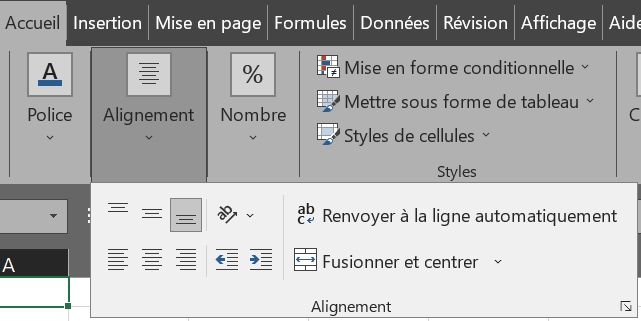 Accueil Insertion Mise en page Formules Données Révision Affichage Aide
Police
Alignement
%
Nombre
Mise en forme conditionnelle
Mettre sous forme de tableau
Styles de cellules
Styles
A
ab
Renvoyer à la ligne automatiquement
Fusionner et centrer
Alignement